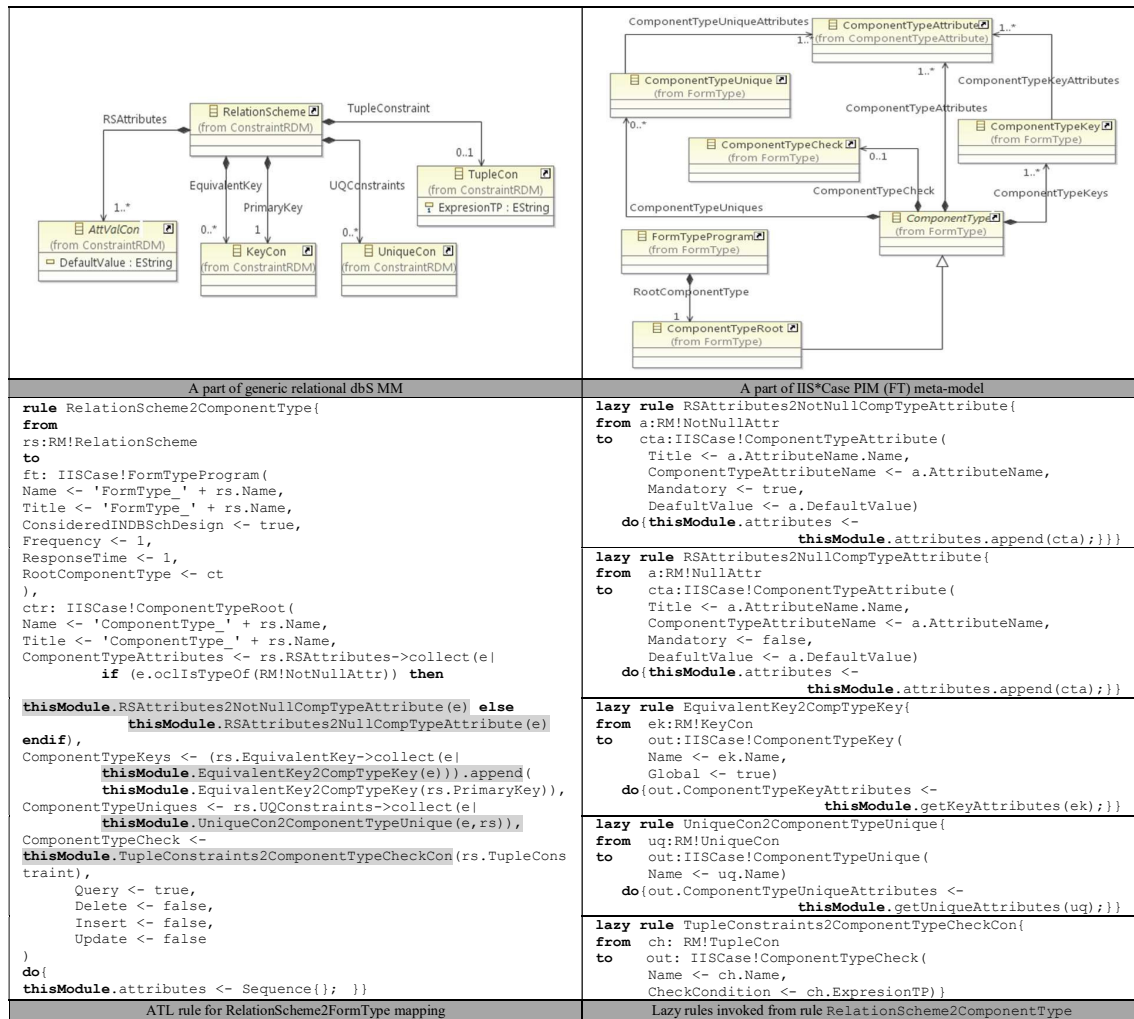 RelationScheme
(from ConstraintRDM)
TupleConstraint
RSAttributes
0..1
EquivalentKey
UQConstraints
TupleCon
(from ConstraintRDM)
ExpresionTP : EString
PrimaryKey
1..*
0..*
1
0..*
AttValCon
(from ConstraintRDM)
DefaultValue : EString
KeyCon
(from ConstraintRDM)
UniqueCon
(from ConstraintRDM)
A part of generic relational dbS MM
ComponentTypeUniqueAttributes
ComponentTypeAttribute
(from ComponentTypeAttribute)
1..*
1..*
1..*
ComponentTypeUnique
(from FormType)
ComponentTypeKeyAttributes
ComponentTypeAttributes
0..*
ComponentTypeCheck
(from FormType)
0..1
ComponentTypeKey
(from FormType)
1..*
ComponentTypeCheck
ComponentTypeKeys
ComponentTypeUniques
ComponentType
(from FormType)
FormTypeProgram
(from FormType)
RootComponentType
1
ComponentTypeRoot
(from FormType)
A part of IIS*Case PIM (FT) meta-model
rule RelationScheme2ComponentType{
from
rs:RM!RelationScheme
to
ft: IISCase!FormTypeProgram(
Name <- 'FormType_' + rs.Name,
Title <- 'FormType_' + rs.Name,
ConsideredINDBSchDesign <- true,
Frequency <- 1,
ResponseTime <- 1,
RootComponentType <- ct
),
ctr: IISCase!ComponentTypeRoot(
Name <- 'ComponentType_' + rs.Name,
Title <- 'ComponentType_' + rs.Name,
ComponentTypeAttributes <- rs.RSAttributes->collect(e|
if (e.oclIsTypeOf(RM!NotNullAttr)) then
thisModule.RSAttributes2NotNullCompTypeAttribute(e) else
thisModule.RSAttributes2NullCompTypeAttribute(e)
endif),
ComponentTypeKeys <- (rs.EquivalentKey->collect(e|
thisModule.EquivalentKey2CompTypeKey(e))).append(
thisModule.EquivalentKey2CompTypeKey(rs.PrimaryKey)),
ComponentTypeUniques <- rs.UQConstraints->collect(e|
thisModule.UniqueCon2ComponentTypeUnique(e,rs)),
ComponentTypeCheck <-
thisModule.TupleConstraints2ComponentTypeCheckCon(rs.TupleCons
traint),
Query <- true,
Delete <- false,
Insert <- false,
Update <- false
)
do{
thisModule.attributes <- Sequence{}; }}
ATL rule for RelationScheme2FormType mapping
lazy rule RSAttributes2NotNullCompTypeAttribute{
from a:RM!NotNullAttr
to cta:IISCase!ComponentTypeAttribute(
Title <- a.AttributeName.Name,
ComponentTypeAttributeName <- a.AttributeName,
Mandatory <- true,
DeafultValue <- a.DefaultValue)
do{thisModule.attributes <-
thisModule.attributes.append(cta);}}}
lazy rule RSAttributes2NullCompTypeAttribute{
from a:RM!NullAttr
to cta:IISCase!ComponentTypeAttribute(
Title <- a.AttributeName.Name,
ComponentTypeAttributeName <- a.AttributeName,
Mandatory <- false,
DeafultValue <- a.DefaultValue)
do{thisModule.attributes <-
thisModule.attributes.append(cta);}}
lazy rule EquivalentKey2CompTypeKey{
from ek:RM!KeyCon
to out:IISCase!ComponentTypeKey(
Name <- ek.Name,
Global <- true)
do{out.ComponentTypeKeyAttributes <-
thisModule.getKeyAttributes(ek);}}
lazy rule UniqueCon2ComponentTypeUnique{
from uq:RM!UniqueCon
to out:IISCase!ComponentTypeUnique(
Name <- uq.Name)
do{out.ComponentTypeUniqueAttributes <-
thisModule.getUniqueAttributes(uq);}}
lazy rule TupleConstraints2ComponentTypeCheckCon{
from ch: RM!TupleCon
to out: IISCase!ComponentTypeCheck(
Name <- ch.Name,
CheckCondition <- ch.ExpresionTP)}
Lazy rules invoked from rule RelationScheme2ComponentType